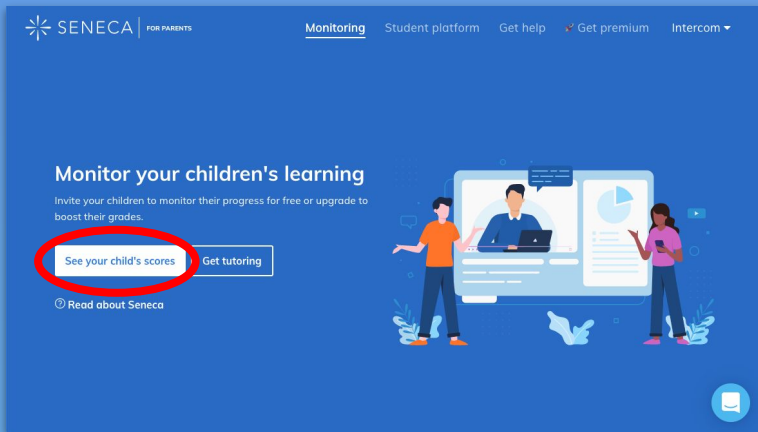 SENECA FOR PARENTS
Monitoring Student platform Get help Get premium Intercom
Monitor your children's learning
Invite your children to monitor their progress for free or upgrade to
boost their grades.
See your child's scores Get tutoring
Read about Seneca